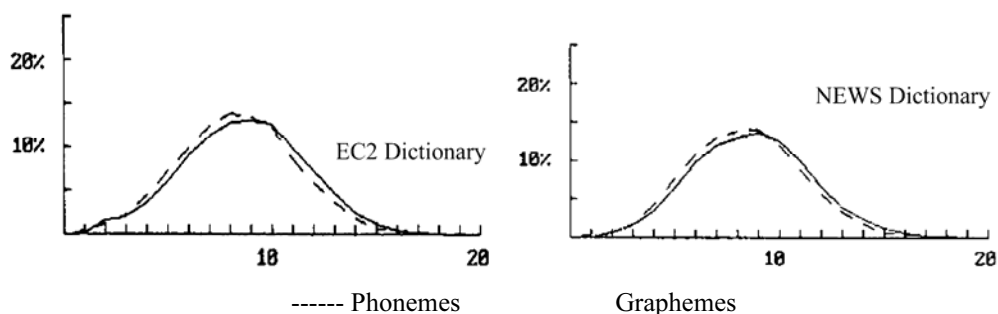 20%
10%
EC2 Dictionary
10
20
20%
10%
NEWS Dictionary
10
20
------ Phonemes
Graphemes